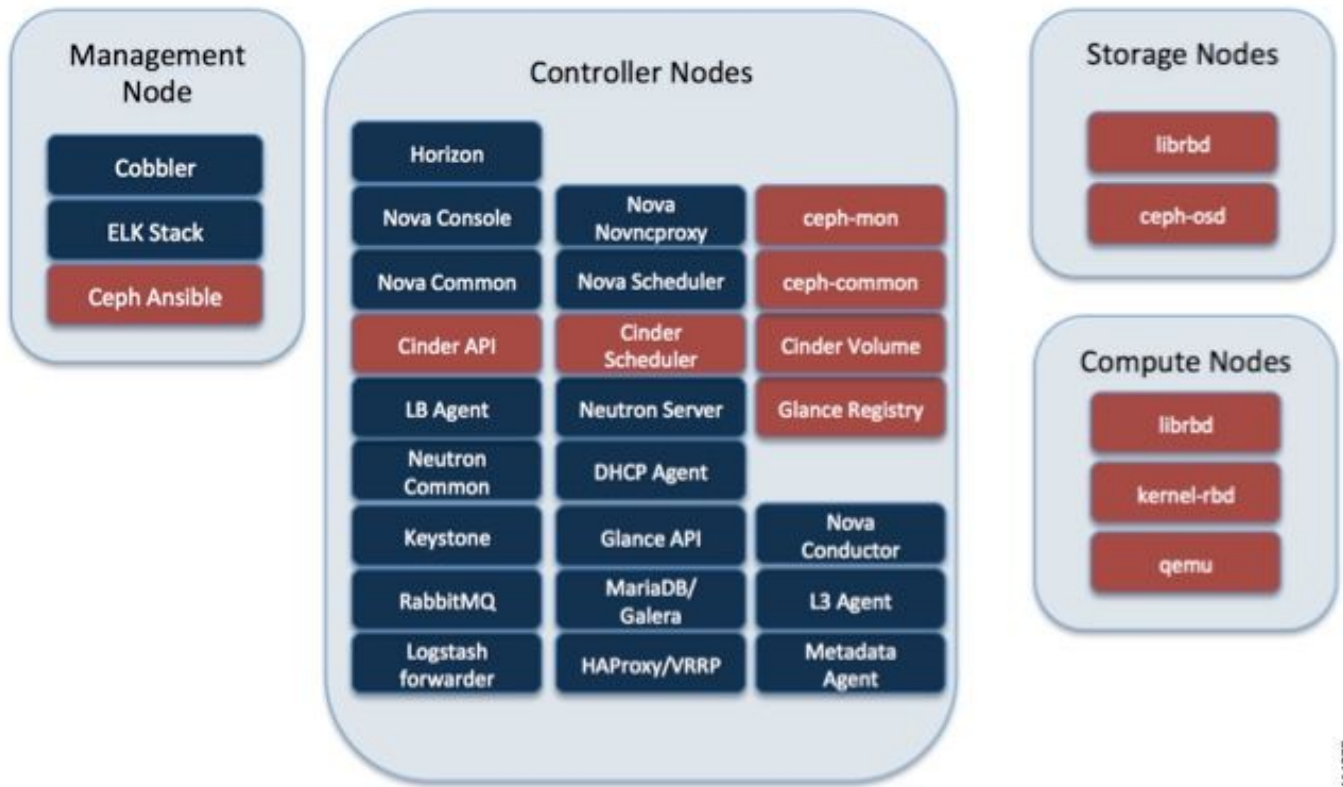 Management
Node
Cobbler
ELK Stack
Ceph Ansible
Controller Nodes
Horizon
Nova Console
Nova
Novncproxy
ceph-mon
Nova Common
Nova Scheduler
ceph-common
Cinder API
Cinder
Scheduler
Cinder Volume
LB Agent
Neutron Server
Glance Registry
Neutron
Common
DHCP Agent
Keystone
Glance API
Nova
Conductor
RabbitMQ
MariaDB/
Galera
L3 Agent
Logstash
forwarder
HAProxy/VRRP
Metadata
Agent
Storage Nodes
librbd
ceph-osd
Compute Nodes
librbd
kernel-rbd
qemu